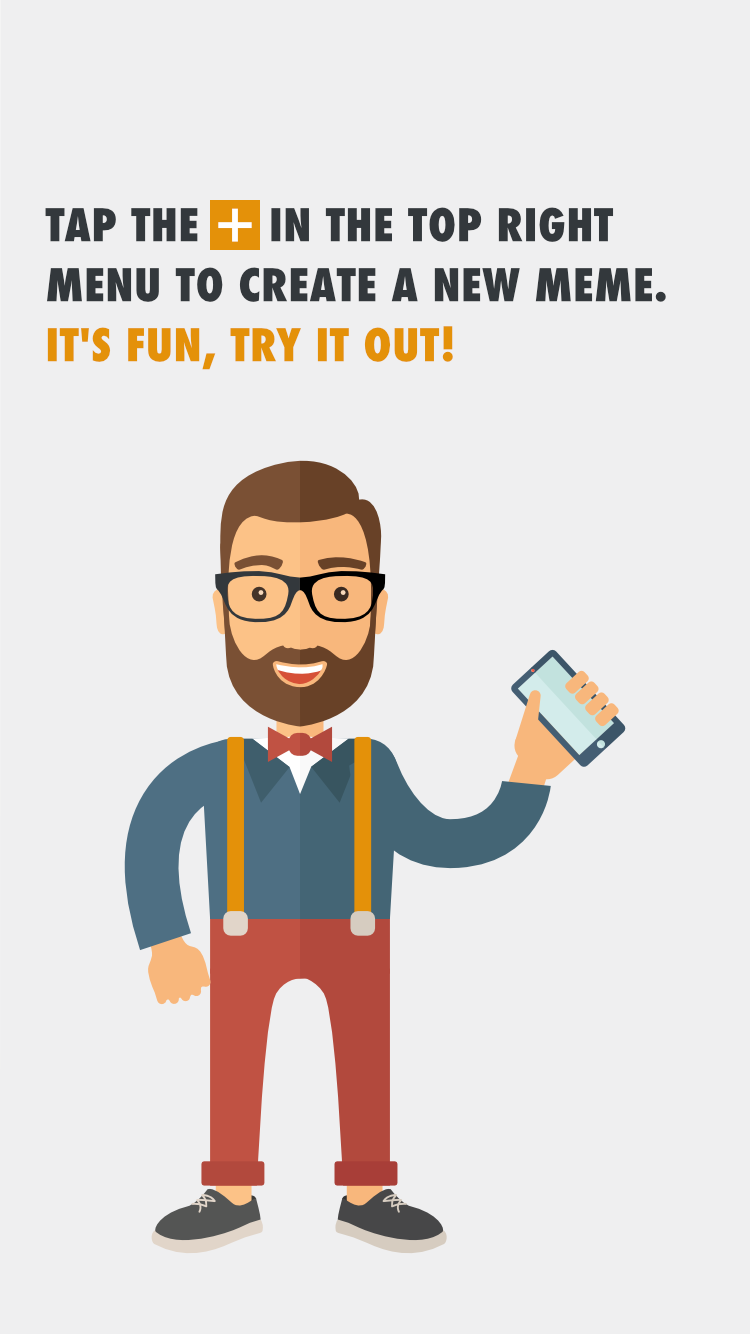 TAP THE + IN THE TOP RIGHT
MENU TO CREATE A NEW MEME.
IT'S FUN, TRY IT OUT!